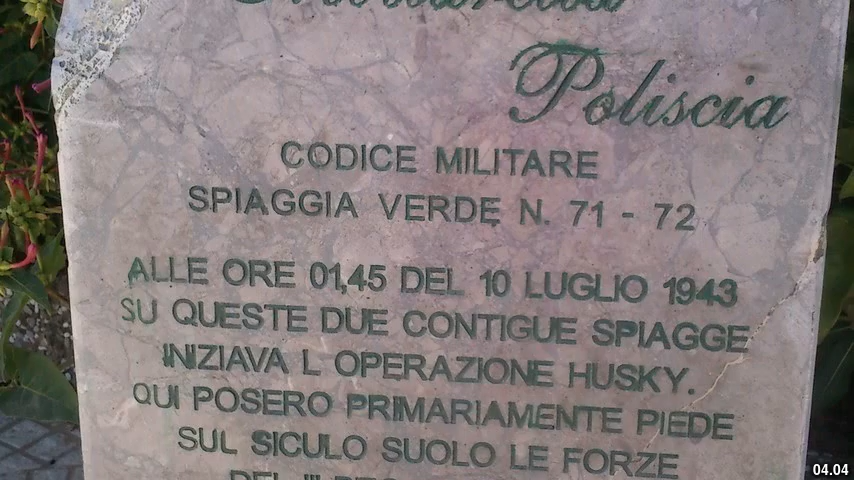 Poliscia
CODICE MILITARE
SPIAGGIA VERDE N. 71 - 72
ALLE ORE 01,45 DEL 10 LUGLIO 1943
SU QUESTE DUE CONTIGUE SPIAGGE
INIZIAVA L OPERAZIONE HUSKY.
QUI POSERO PRIMARIAMENTE PIEDE
SUL SICULO SUOLO LE FORZE
04.04